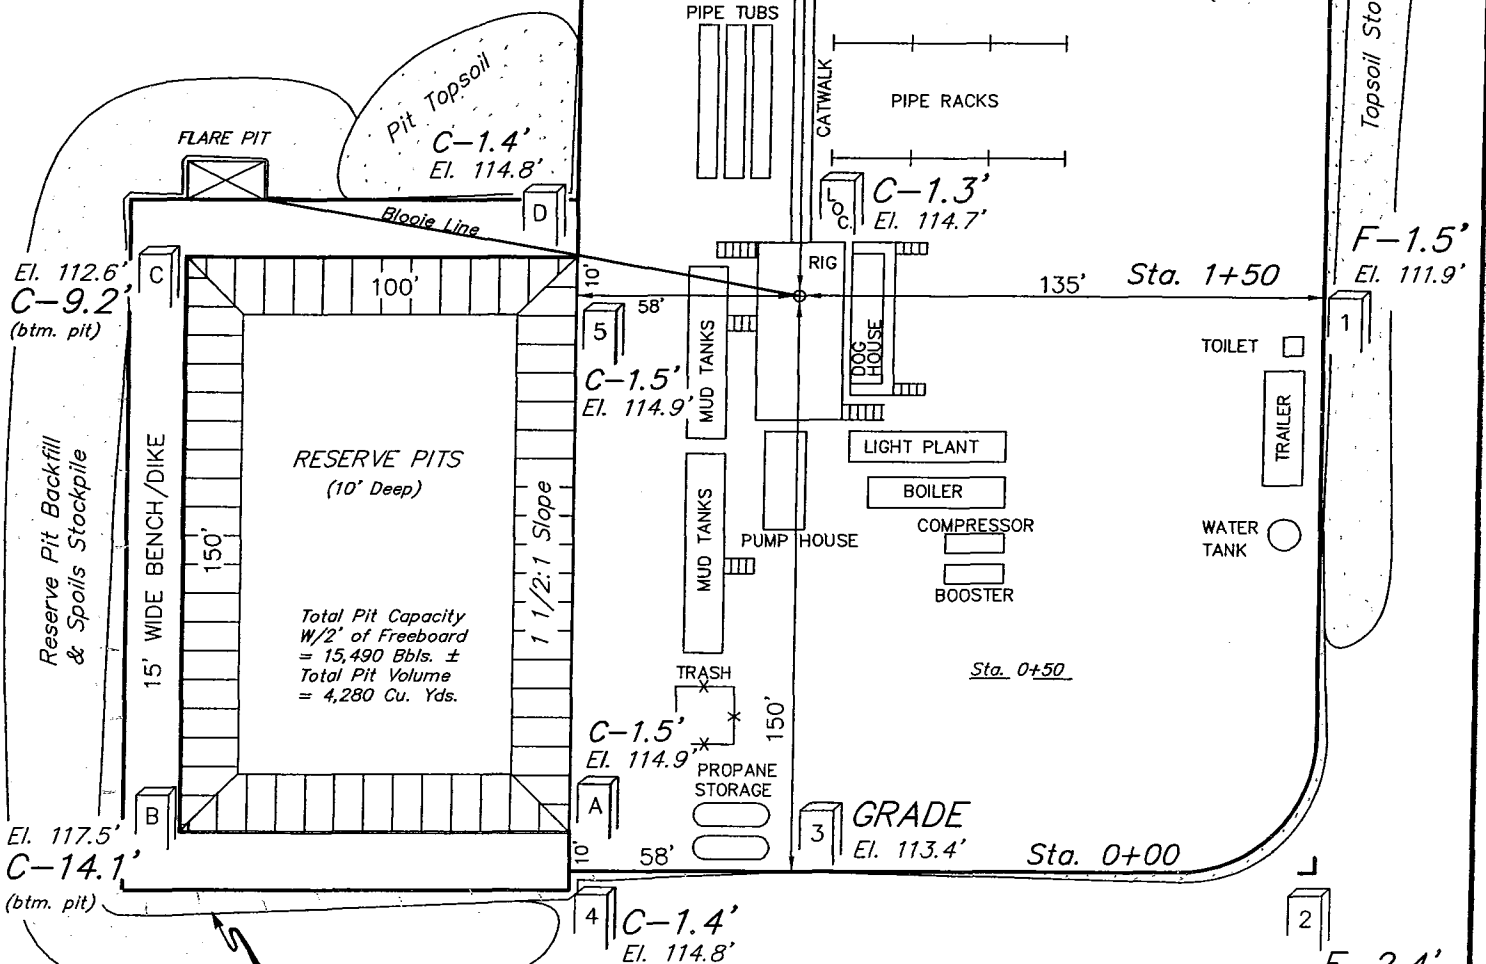 PIPE TUBS
CATWALK
PIPE RACKS
Topsoil Sto
Pit Topsoil
FLARE PIT
C-1.4'
El. 114.8'
D
Blooie Line
L
O
C.
C-1.3'
El. 114.7'
RIG
F-1.5'
El. 111.9'
1
El. 112.6'
C-9.2'
(btm. pit)
C
100'
10'
58'
135'
Sta. 1+50
5
C-1.5'
El. 114.9'
MUD TANKS
DOG
HOUSE
TOILET
TRAILER
LIGHT PLANT
BOILER
COMPRESSOR
BOOSTER
PUMP HOUSE
MUD TANKS
WATER
TANK
Reserve Pit Backfill
& Spoils Stockpile
15' WIDE BENCH/DIKE
150'
RESERVE PITS
(10' Deep)
1 1/2:1 Slope
Total Pit Capacity
W/2' of Freeboard
= 15,490 Bbls. ±
Total Pit Volume
= 4,280 Cu. Yds.
TRASH
150'
Sta. 0+50
C-1.5'
El. 114.9'
PROPANE
STORAGE
A
B
El. 117.5'
C-14.1'
(btm. pit)
10'
58'
3
GRADE
El. 113.4'
Sta. 0+00
4
C-1.4'
El. 114.8'
2